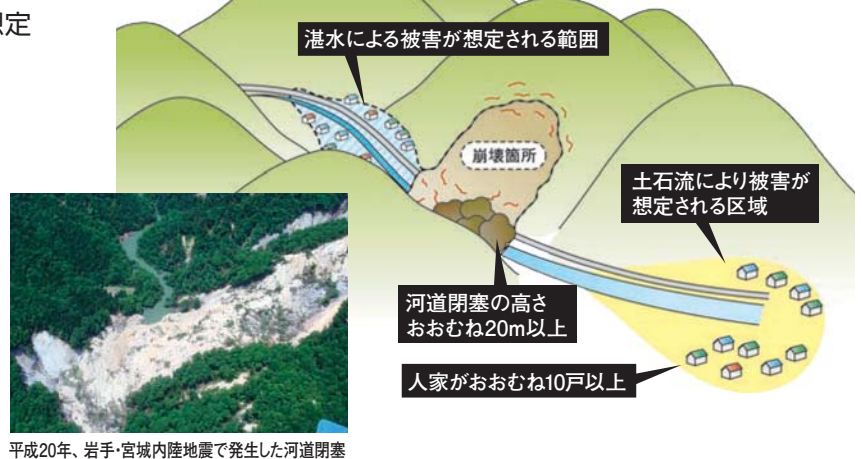 定
湛水による被害が想定される範囲
崩壊箇所
土石流により被害が
想定される区域
河道閉塞の高さ
おおむね20m以上
人家がおおむね10戸以上
平成20年、岩手・宮城内陸地震で発生した河道閉塞